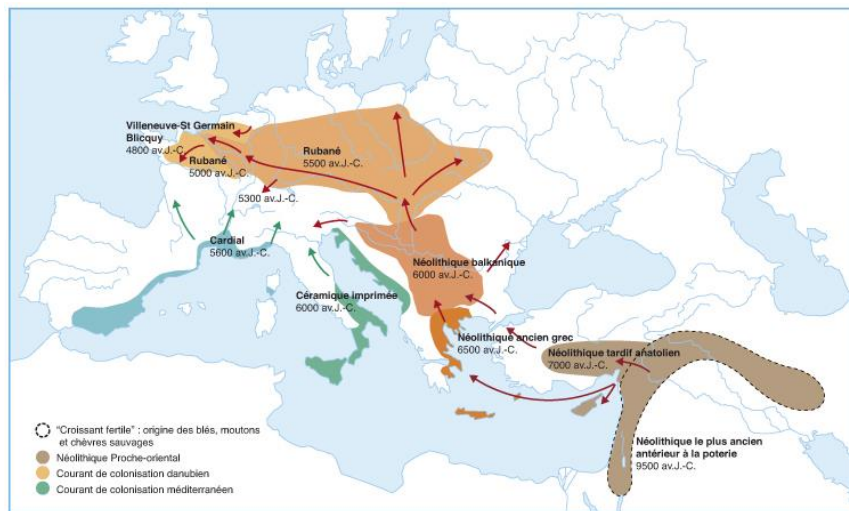 Villeneuve-St Germain
Blicquy
4800 av.J.-C.
Rubané
5000 av.J.-C.
Rubané
5500 av.J.-C.
5300 av.J.-C.
Cardial
5600 av.J.-C.
Néolithique balkanique
6000 av.J.-C.
Céramique imprimée
6000 av.J.-C.
Néolithique ancien grec
6500 av.J.-C.
Néolithique tardif anatolien
7000 av.J.-C.
Néolithique le plus ancien
antérieur à la poterie
9500 av.J.-C.
"Croissant fertile" : origine des blés, moutons
et chèvres sauvages
Néolithique Proche-oriental
Courant de colonisation danubien
Courant de colonisation méditerranéen